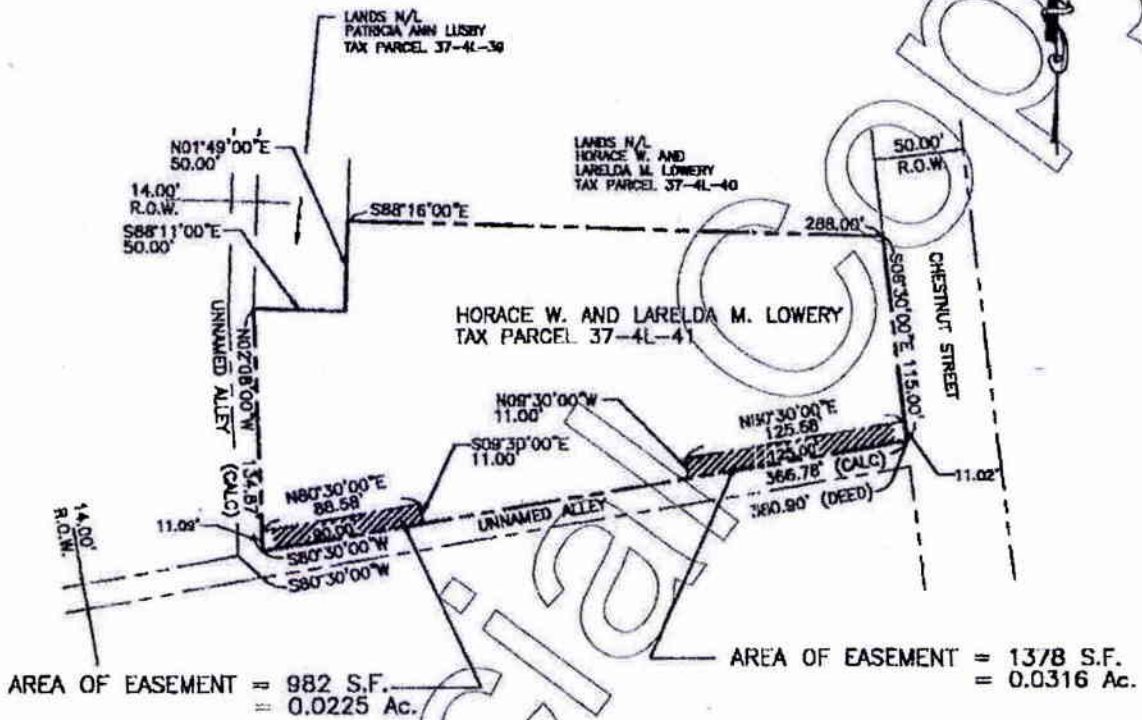 LANDS N/L
PATRICIA ANN LUSBY
TAX PARCEL 37-4L-39
N01°49'00"E
50.00'
14.00'
R.O.W.
S88°11'00"E
50.00'
LANDS N/L
HORACE W. AND
LARELDA M. LOWERY
TAX PARCEL 37-4L-40
50.00'
R.O.W.
S88°16'00"E
288.00'
S08°30'00"E 115.00'
CHESTNUT STREET
UNNAMED ALLEY
N02°08'00"W 134.87'
(CALC)
HORACE W. AND LARELDA M. LOWERY
TAX PARCEL 37-4L-41
N09°30'00"W
11.00'
N80°30'00"E
125.58'
125.00'
366.78' (CALC)
380.90' (DEED)
11.02'
S09°30'00"E
11.00'
N80°30'00"E
88.58'
90.00'
11.09'
S80°30'00"W
S80°30'00"W
UNNAMED ALLEY
14.00'
R.O.W.
AREA OF EASEMENT = 982 S.F.
= 0.0225 Ac.
AREA OF EASEMENT = 1378 S.F.
= 0.0316 Ac.
cial
Cop